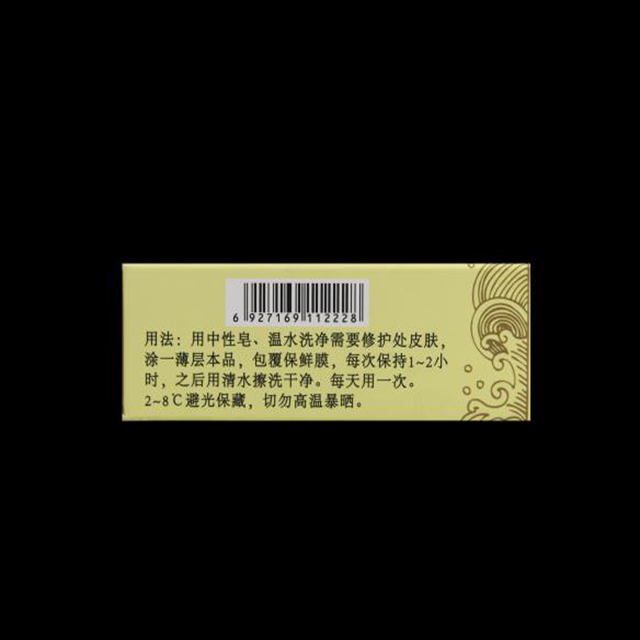 6 927169 112228
用法：用中性皂、温水洗净需要修护处皮肤，
涂一薄层本品，包覆保鲜膜，每次保持1~2小
时，之后用清水擦洗干净。每天用一次。
2~8℃避光保藏，切勿高温暴晒。